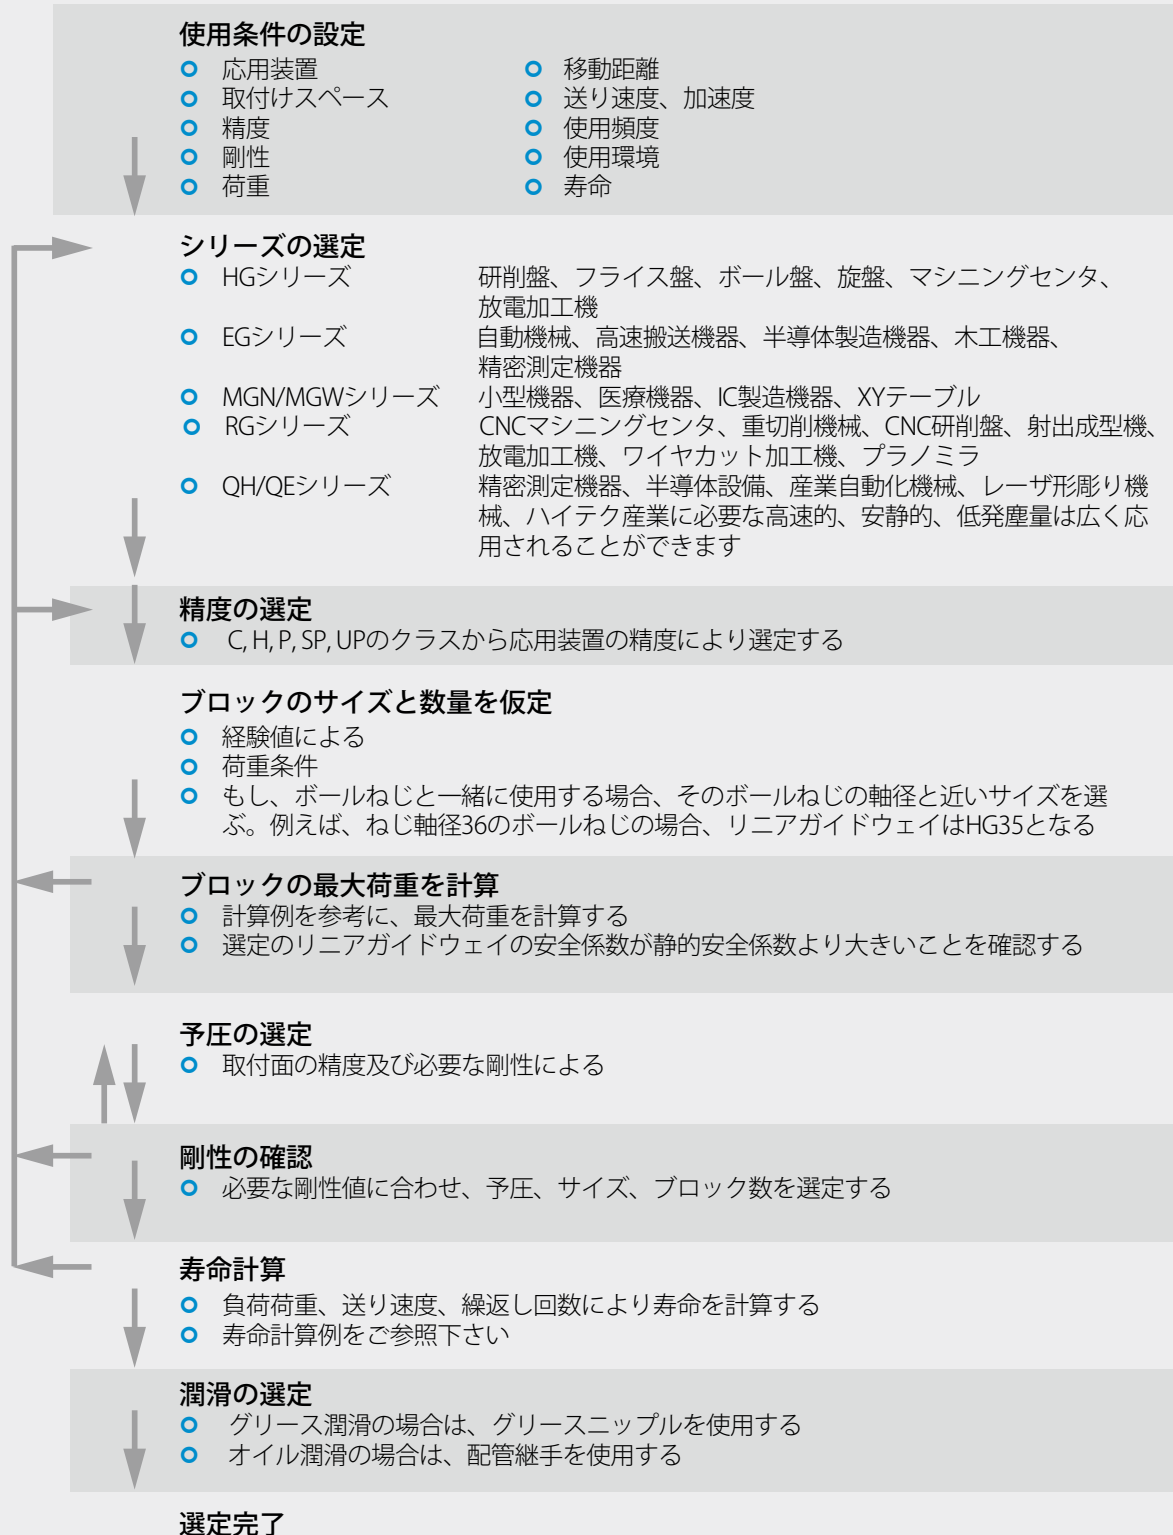 使用条件の設定
応用装置
取付けスペース
精度
剛性
荷重
移動距離
送り速度、加速度
使用頻度
使用環境
寿命
シリーズの選定
HGシリーズ 研削盤、フライス盤、ボール盤、旋盤、マシニングセンタ、
放電加工機
EGシリーズ 自動機械、高速搬送機器、半導体製造機器、木工機器、
精密測定機器
MGN/MGWシリーズ 小型機器、医療機器、IC製造機器、XYテーブル
RGシリーズ CNCマシニングセンタ、重切削機械、CNC研削盤、射出成型機、
放電加工機、ワイヤカット加工機、プラノミラ
QH/QEシリーズ 精密測定機器、半導体設備、産業自動化機械、レーザ形彫り機
械、ハイテク産業に必要な高速的、安静的、低発塵量は広く応
用されることができます
精度の選定
C, H, P, SP, UPのクラスから応用装置の精度により選定する
ブロックのサイズと数量を仮定
経験値による
荷重条件
もし、ボールねじと一緒に使用する場合、そのボールねじの軸径と近いサイズを選
ぶ。例えば、ねじ軸径36のボールねじの場合、リニアガイドウェイはHG35となる
ブロックの最大荷重を計算
計算例を参考に、最大荷重を計算する
選定のリニアガイドウェイの安全係数が静的安全係数より大きいことを確認する
予圧の選定
取付面の精度及び必要な剛性による
剛性の確認
必要な剛性値に合わせ、予圧、サイズ、ブロック数を選定する
寿命計算
負荷荷重、送り速度、繰返し回数により寿命を計算する
寿命計算例をご参照下さい
潤滑の選定
グリース潤滑の場合は、グリースニップルを使用する
オイル潤滑の場合は、配管継手を使用する
選定完了